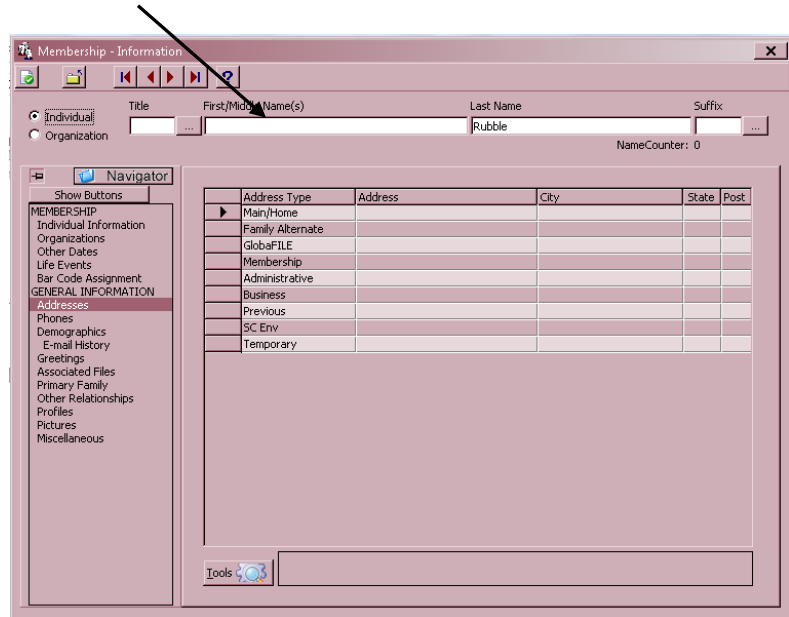 Membership - Information
Title First/Middle Name(s) Last Name Suffix
Individual
Organization
... Rubble ...
NameCounter: 0
Navigator
Show Buttons
MEMBERSHIP
Individual Information
Organizations
Other Dates
Life Events
Bar Code Assignment
GENERAL INFORMATION
Addresses
Phones
Demographics
E-mail History
Greetings
Associated Files
Primary Family
Other Relationships
Profiles
Pictures
Miscellaneous
Address Type Address City State Post
Main/Home
Family Alternate
GlobaFILE
Membership
Administrative
Business
Previous
SC Env
Temporary
Tools